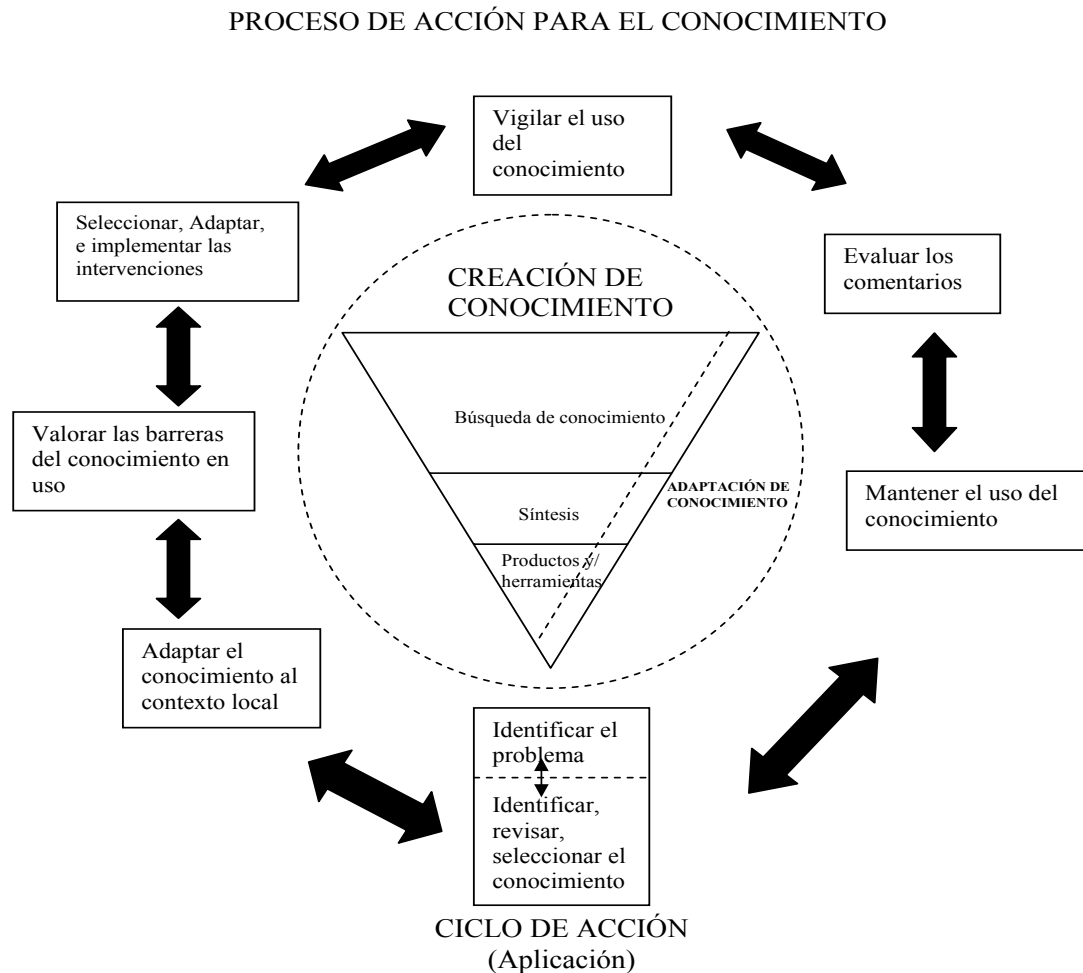 PROCESO DE ACCIÓN PARA EL CONOCIMIENTO
Vigilar el uso
del
conocimiento
Seleccionar, Adaptar,
e implementar las
intervenciones
Evaluar los
comentarios
CREACIÓN DE
CONOCIMIENTO
Búsqueda de conocimiento
Valorar las barreras
del conocimiento en
uso
ADAPTACIÓN DE
CONOCIMIENTO
Mantener el uso del
conocimiento
Síntesis
Productos y/
herramientas
Adaptar el
conocimiento al
contexto local
Identificar el
problema
Identificar,
revisar,
seleccionar el
conocimiento
CICLO DE ACCIÓN
(Aplicación)